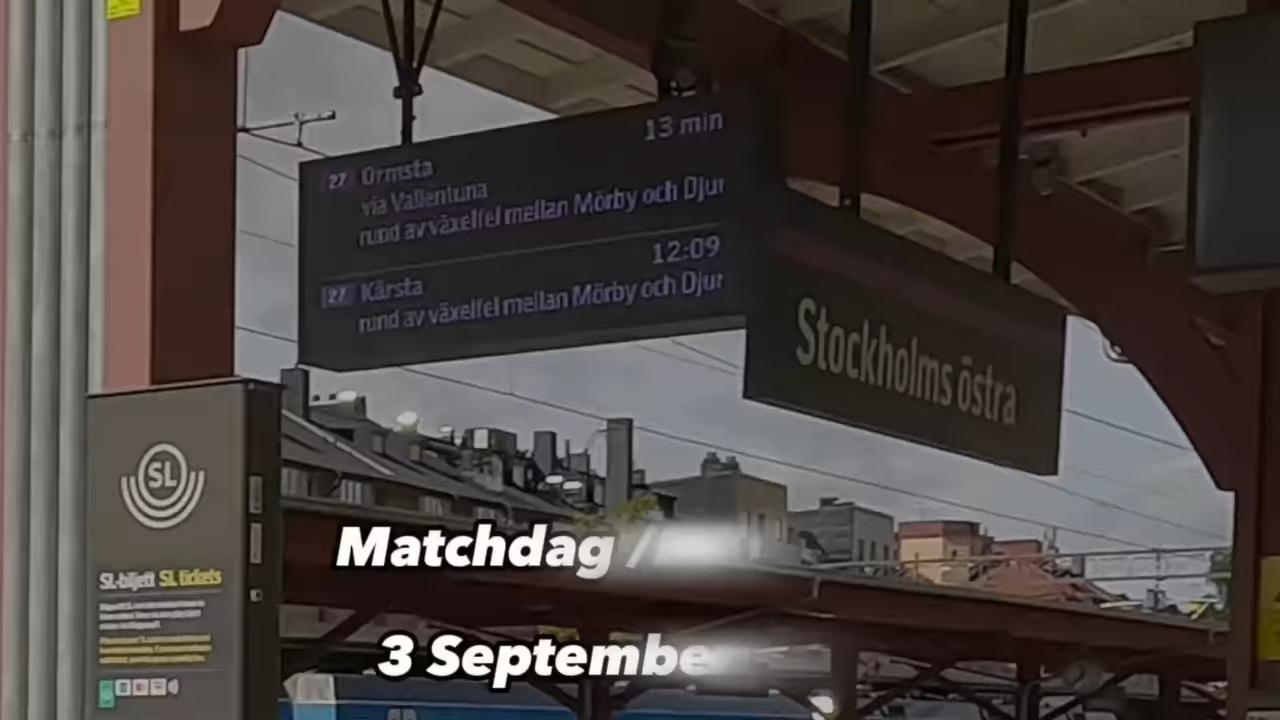 13 min
27 Ormsta
via Vallentuna
rund av växelfel mellan Mörby och Djur
12:09
27 Kårsta
rund av växelfel mellan Mörby och Djur
Stockholms östra
SL
SL-biljett SL tickets
Matchdag /
3 Septembe